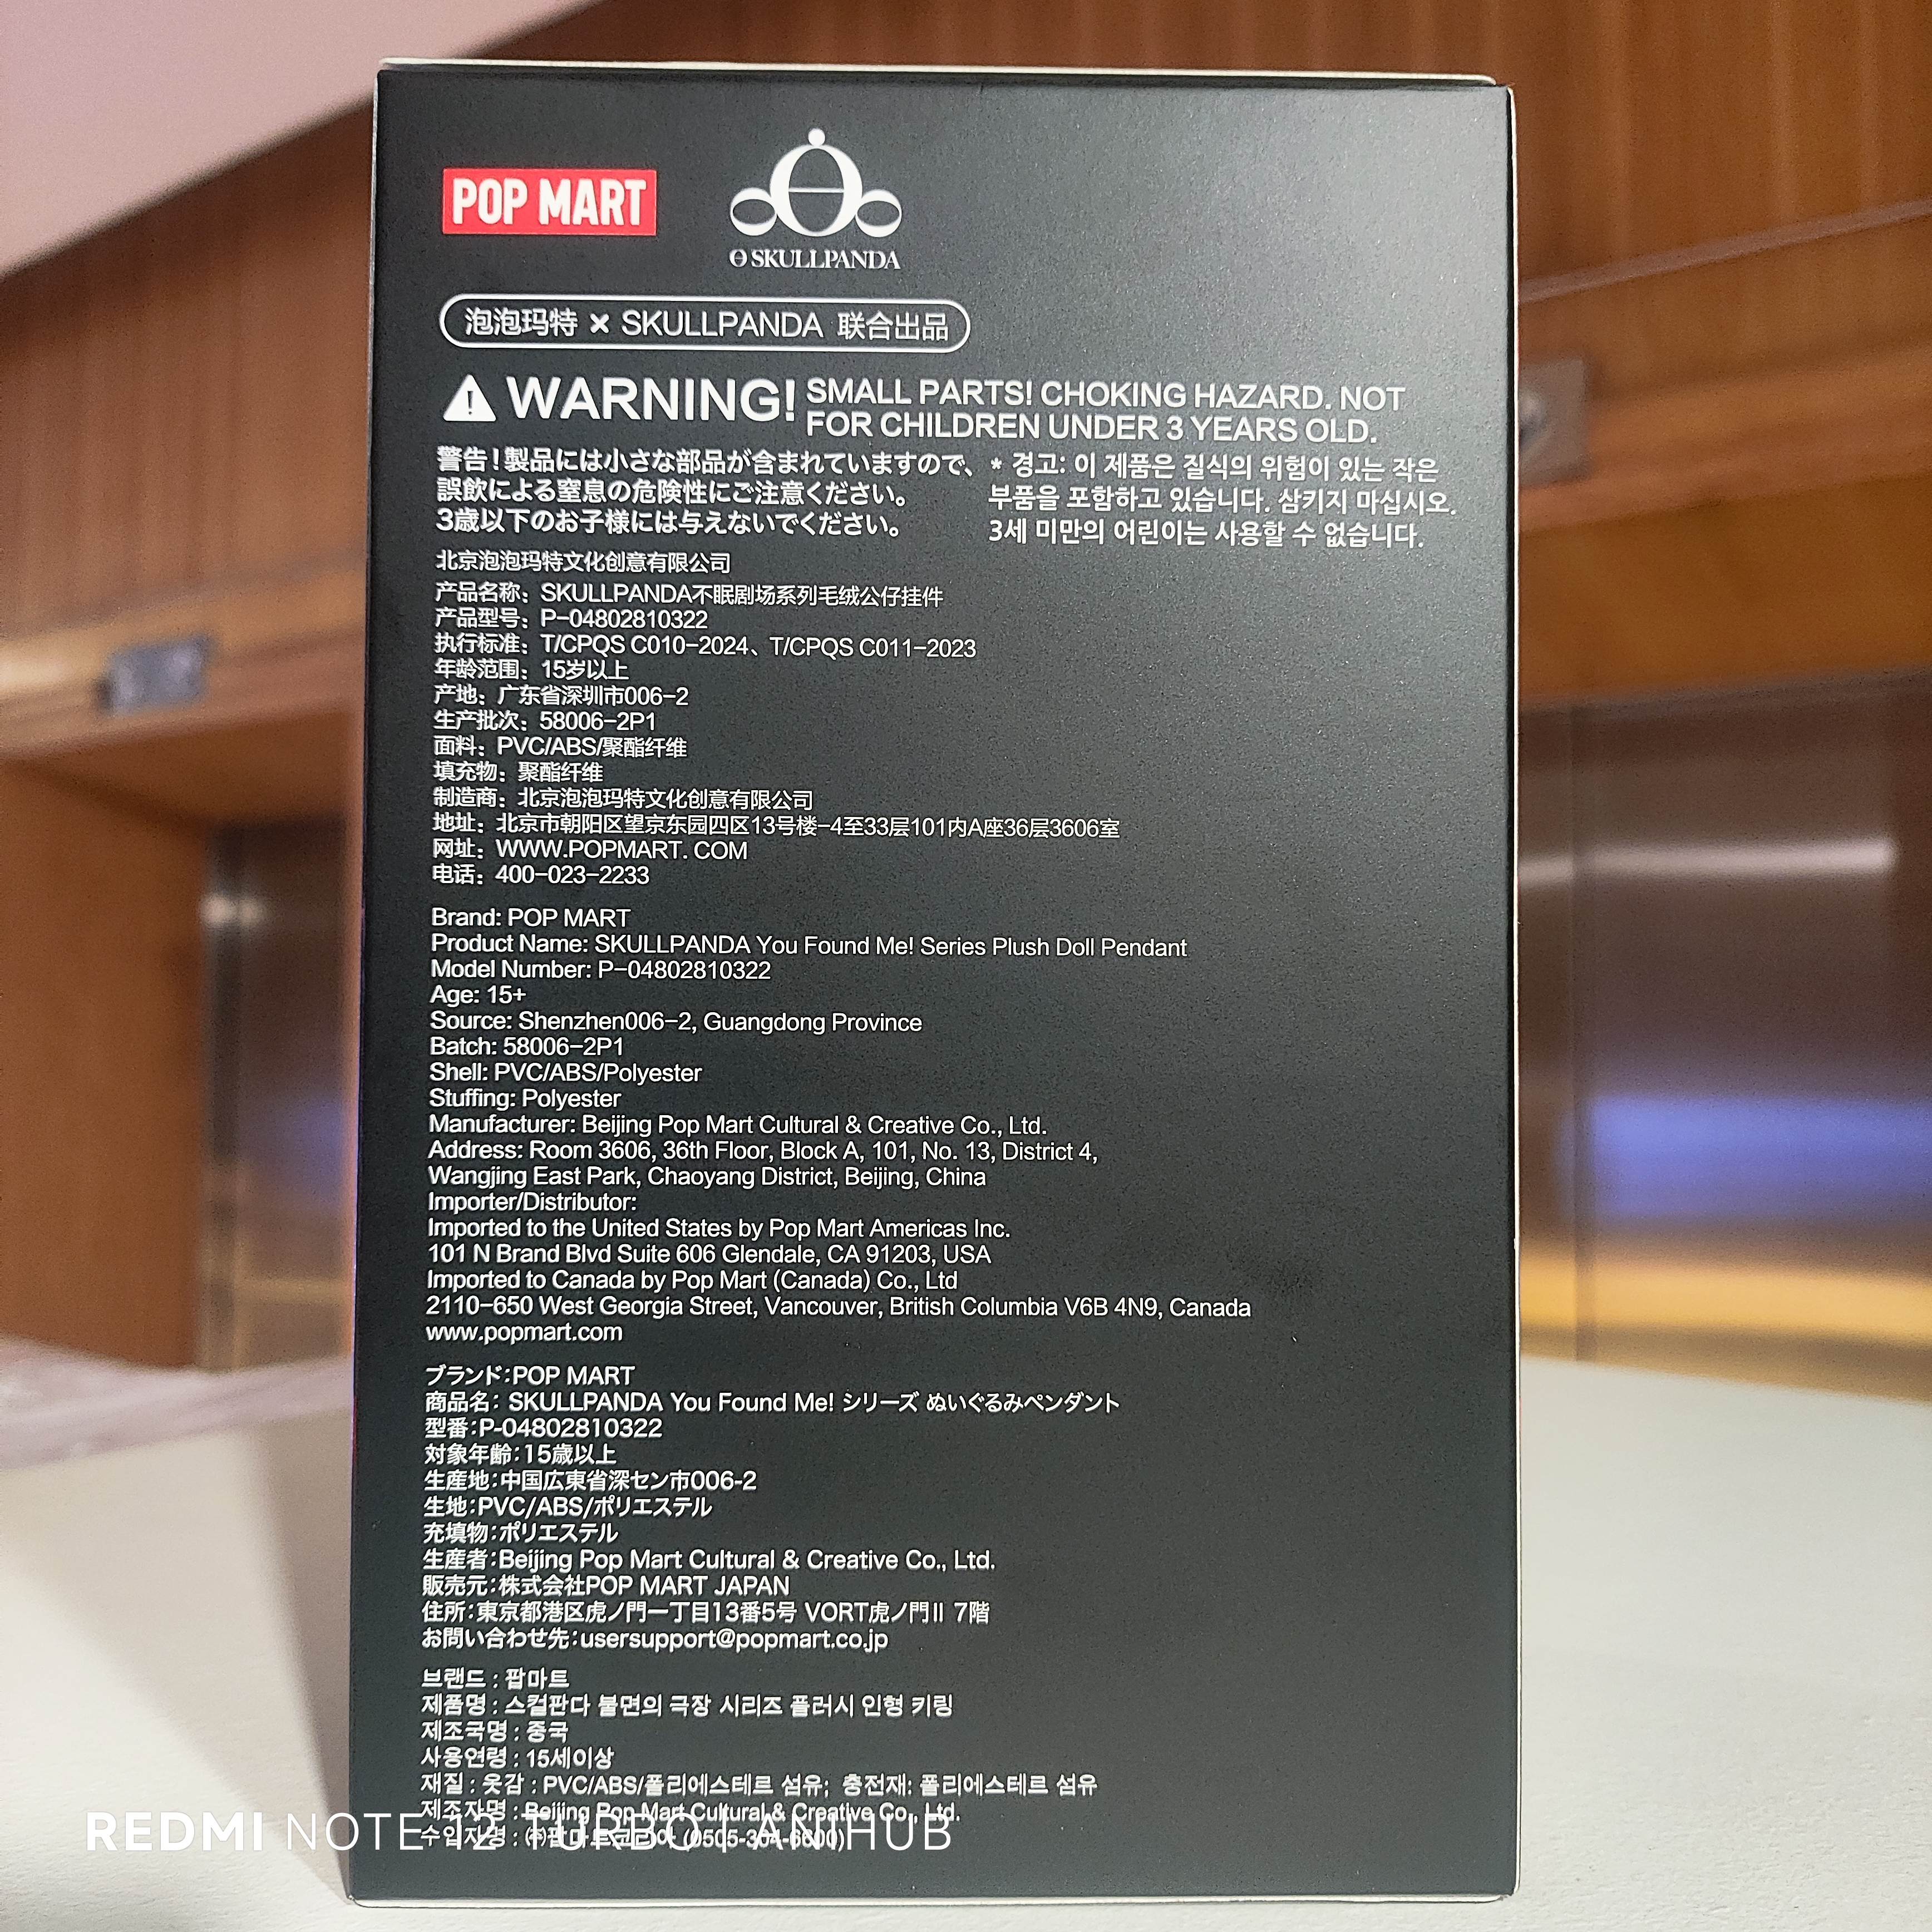 POP MART
SKULLPANDA
泡泡玛特 × SKULLPANDA 联合出品
WARNING! SMALL PARTS! CHOKING HAZARD. NOT
FOR CHILDREN UNDER 3 YEARS OLD.
警告！製品には小さな部品が含まれていますので、
誤飲による窒息の危険性にご注意ください。
3歳以下のお子様には与えないでください。
* 경고: 이 제품은 질식의 위험이 있는 작은
부품을 포함하고 있습니다. 삼키지 마십시오.
3세 미만의 어린이는 사용할 수 없습니다.
北京泡泡玛特文化创意有限公司
产品名称：SKULLPANDA不眠剧场系列毛绒公仔挂件
产品型号：P-04802810322
执行标准：T/CPQS C010-2024、T/CPQS C011-2023
年龄范围：15岁以上
产地：广东省深圳市006-2
生产批次：58006-2P1
面料：PVC/ABS/聚酯纤维
填充物：聚酯纤维
制造商：北京泡泡玛特文化创意有限公司
地址：北京市朝阳区望京东园四区13号楼-4至33层101内A座36层3606室
网址：WWW.POPMART. COM
电话：400-023-2233
Brand: POP MART
Product Name: SKULLPANDA You Found Me! Series Plush Doll Pendant
Model Number: P-04802810322
Age: 15+
Source: Shenzhen006-2, Guangdong Province
Batch: 58006-2P1
Shell: PVC/ABS/Polyester
Stuffing: Polyester
Manufacturer: Beijing Pop Mart Cultural & Creative Co., Ltd.
Address: Room 3606, 36th Floor, Block A, 101, No. 13, District 4,
Wangjing East Park, Chaoyang District, Beijing, China
Importer/Distributor:
Imported to the United States by Pop Mart Americas Inc.
101 N Brand Blvd Suite 606 Glendale, CA 91203, USA
Imported to Canada by Pop Mart (Canada) Co., Ltd
2110-650 West Georgia Street, Vancouver, British Columbia V6B 4N9, Canada
www.popmart.com
ブランド:POP MART
商品名: SKULLPANDA You Found Me! シリーズ ぬいぐるみペンダント
型番:P-04802810322
対象年齢:15歳以上
生産地:中国広東省深セン市006-2
生地:PVC/ABS/ポリエステル
充填物:ポリエステル
生産者:Beijing Pop Mart Cultural & Creative Co., Ltd.
販売元:株式会社POP MART JAPAN
住所:東京都港区虎ノ門一丁目13番5号 VORT虎ノ門II 7階
お問い合わせ先:usersupport@popmart.co.jp
브랜드 : 팝마트
제품명 : 스컬판다 불면의 극장 시리즈 플러시 인형 키링
제조국명 : 중국
사용연령 : 15세이상
재질 : 옷감 : PVC/ABS/폴리에스테르 섬유; 충전재: 폴리에스테르 섬유
제조자명 : Beijing Pop Mart Cultural & Creative Co., Ltd.
수입자명 : ㈜팝마트코리아 (0505-304-6600)
REDMI NOTE 12 TURBO | ANIHUB